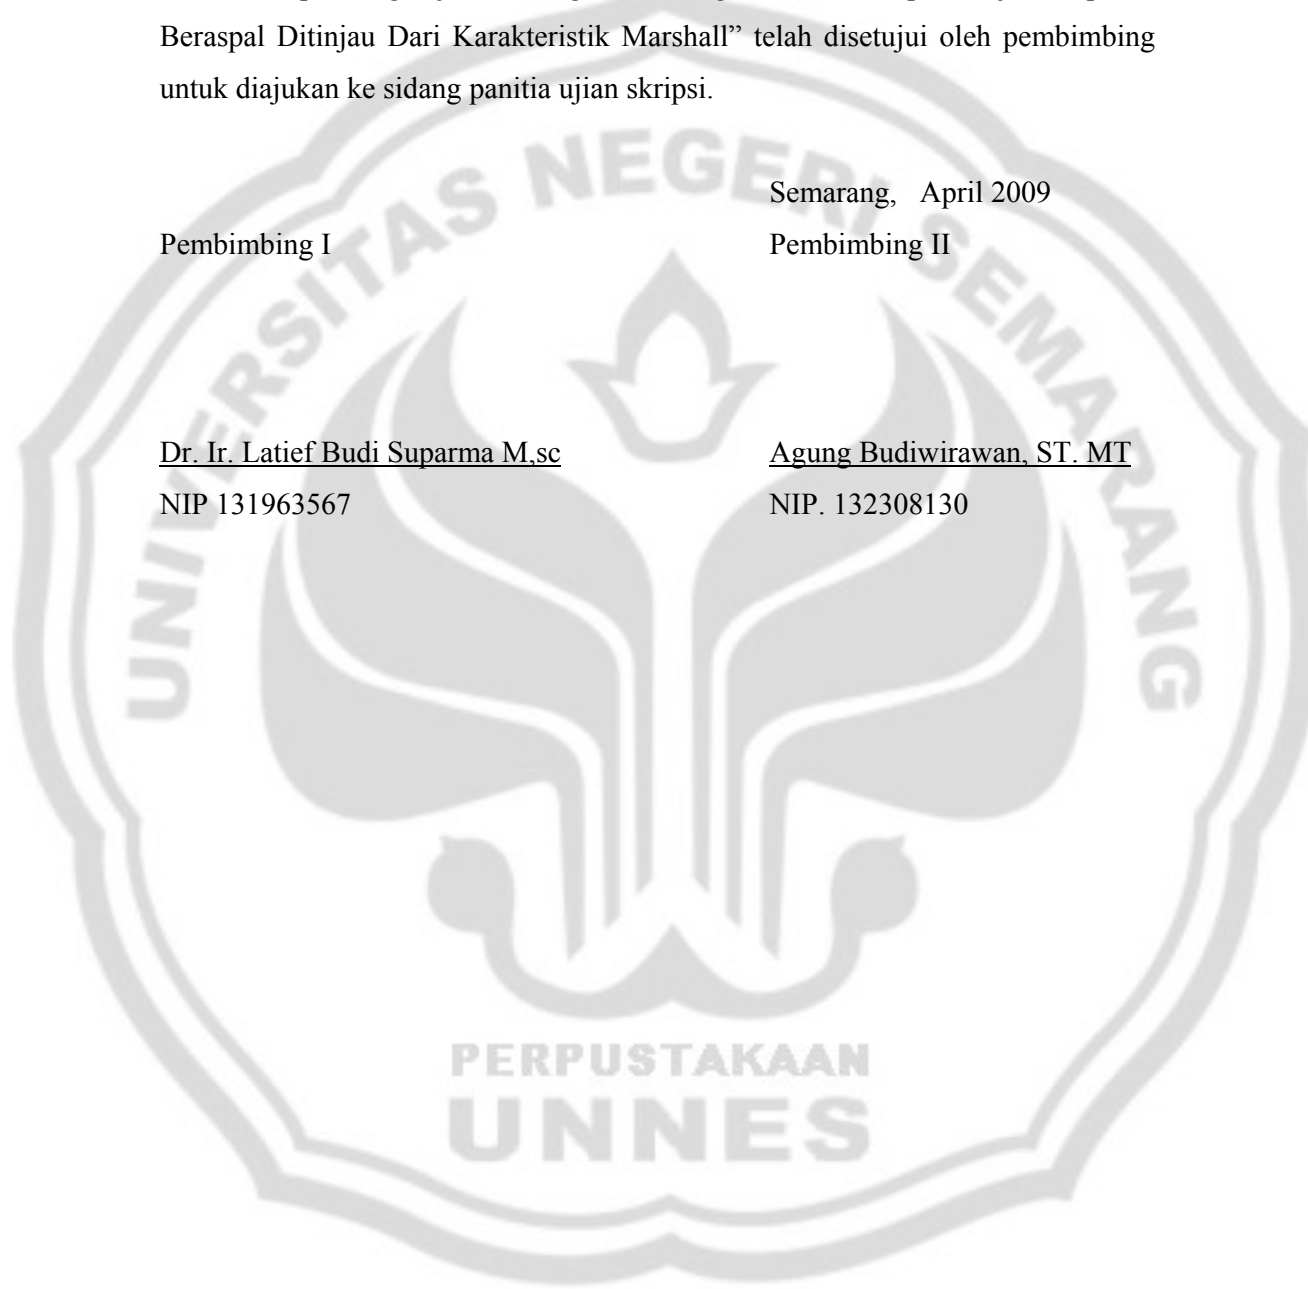 Beraspal Ditinjau Dari Karakteristik Marshall” telah disetujui oleh pembimbing
untuk diajukan ke sidang panitia ujian skripsi.
Semarang, April 2009
Pembimbing I Pembimbing II
Dr. Ir. Latief Budi Suparma M,sc Agung Budiwirawan, ST. MT
NIP 131963567 NIP. 132308130
UNIVERSITAS NEGERI SEMARANG
PERPUSTAKAAN
UNNES